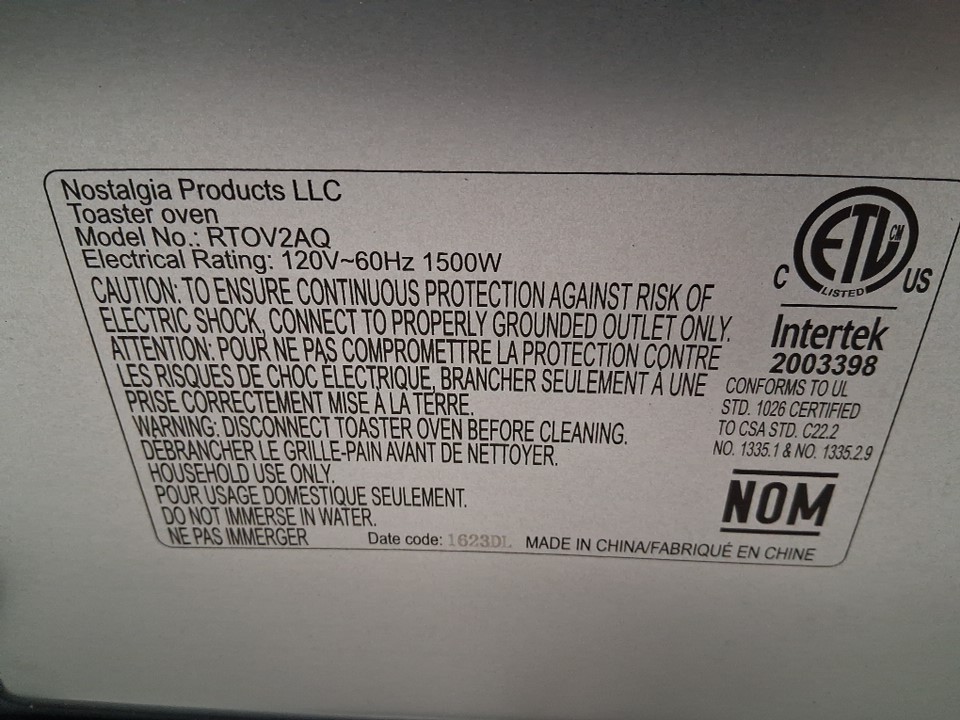 Nostalgia Products LLC
Toaster oven
Model No.: RTOV2AQ
Electrical Rating: 120V~60Hz 1500W
CAUTION: TO ENSURE CONTINUOUS PROTECTION AGAINST RISK OF
ELECTRIC SHOCK, CONNECT TO PROPERLY GROUNDED OUTLET ONLY.
ATTENTION: POUR NE PAS COMPROMETTRE LA PROTECTION CONTRE
LES RISQUES DE CHOC ÉLECTRIQUE, BRANCHER SEULEMENT À UNE
PRISE CORRECTEMENT MISE À LA TERRE.
WARNING: DISCONNECT TOASTER OVEN BEFORE CLEANING.
DÉBRANCHER LE GRILLE-PAIN AVANT DE NETTOYER.
HOUSEHOLD USE ONLY.
POUR USAGE DOMESTIQUE SEULEMENT.
DO NOT IMMERSE IN WATER.
NE PAS IMMERGER
Date code: 1623DL MADE IN CHINA/FABRIQUÉ EN CHINE
ETL CM
C LISTED US
Intertek
2003398
CONFORMS TO UL
STD. 1026 CERTIFIED
TO CSA STD. C22.2
NO. 1335.1 & NO. 1335.2.9
NOM